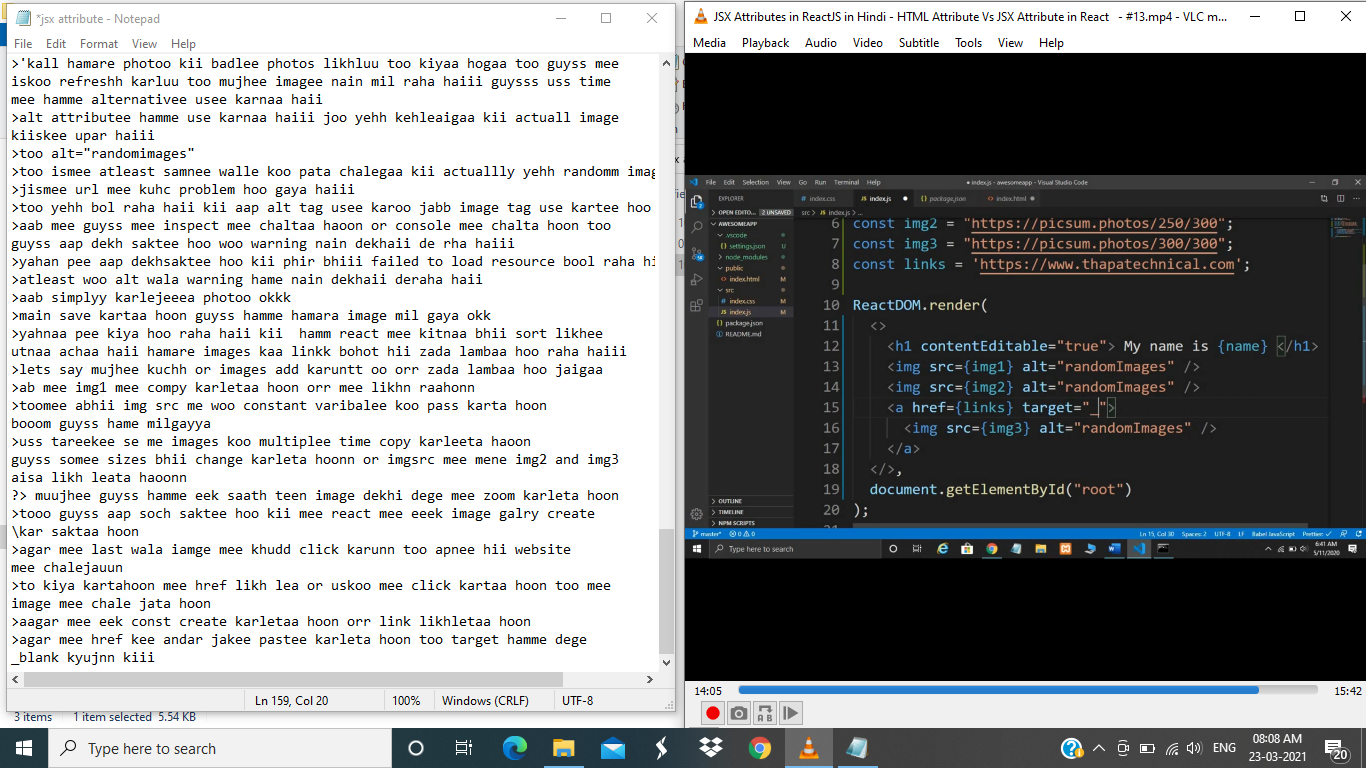 *jsx attribute - Notepad
File Edit Format View Help
>'kall hamare photoo kii badlee photos likhluu too kiyaa hogaa too guyss mee
iskoo refreshh karluu too mujhee imagee nain mil raha haiii guysss uss time
mee hamme alternativee usee karnaa haii
>alt attributee hamme use karnaa haiii joo yehh kehleaigaa kii actuall image
kiiskee upar haiii
>too alt="randomimages"
>too ismee atleast samnee walle koo pata chalegaa kii actuallly yehh randomm imag
>jismee url mee kuhc problem hoo gaya haiii
>too yehh bol raha haii kii aap alt tag usee karoo jabb image tag use kartee hoo
>aab mee guyss mee inspect mee chaltaa haoon or console mee chalta hoon too
guyss aap dekh saktee hoo woo warning nain dekhaii de rha haiii
>yahan pee aap dekhsaktee hoo kii phir bhiii failed to load resource bool raha hi
>atleast woo alt wala warning hame nain dekhaii deraha haii
>aab simplyy karlejeeea photoo okkk
>main save kartaa hoon guyss hamme hamara image mil gaya okk
>yahnaa pee kiya hoo raha haii kii  hamm react mee kitnaa bhii sort likhee
utnaa achaa haii hamare images kaa linkk bohot hii zada lambaa hoo raha haiii
>lets say mujhee kuchh or images add karuntt oo orr zada lambaa hoo jaigaa
>ab mee img1 mee compy karletaa hoon orr mee likhn raahonn
>toomee abhii img src me woo constant varibalee koo pass karta hoon
booom guyss hame milgayya
>uss tareekee se me images koo multiplee time copy karleeta haoon
guyss somee sizes bhii change karleta hoonn or imgsrc mee mene img2 and img3
aisa likh leata haoonn
?> muujhee guyss hamme eek saath teen image dekhi dege mee zoom karleta hoon
>tooo guyss aap soch saktee hoo kii mee react mee eeek image galry create
\kar saktaa hoon
>agar mee last wala iamge mee khudd click karunn too apnee hii website
mee chalejauun
>to kiya kartahoon mee href likh lea or uskoo mee click kartaa hoon too mee
image mee chale jata hoon
>aagar mee eek const create karletaa hoon orr link likhletaa hoon
>agar mee href kee andar jakee pastee karleta hoon too target hamme dege
_blank kyujnn kiii
Ln 159, Col 20 100% Windows (CRLF) UTF-8
3 items 1 item selected 5.54 KB
JSX Attributes in ReactJS in Hindi - HTML Attribute Vs JSX Attribute in React - #13.mp4 - VLC m...
Media Playback Audio Video Subtitle Tools View Help
File Edit Selection View Go Run Terminal Help • index.js - awesomeapp - Visual Studio Code
EXPLORER
OPEN EDITO... 2 UNSAVED
AWESOMEAPP
.vscode
settings.json U
node_modules
public
index.html M
src
index.css M
index.js M
package.json
README.md
OUTLINE
TIMELINE
NPM SCRIPTS
index.css index.js package.json index.html
src > index.js > ...
6 const img2 = "https://picsum.photos/250/300";
7 const img3 = "https://picsum.photos/300/300";
8 const links = 'https://www.thapatechnical.com';
9
10 ReactDOM.render(
11 <>
12 <h1 contentEditable="true"> My name is {name} </h1>
13 <img src={img1} alt="randomImages" />
14 <img src={img2} alt="randomImages" />
15 <a href={links} target="_">
16 <img src={img3} alt="randomImages" />
17 </a>
18 </>,
19 document.getElementById("root")
20 );
master* 0 0 Ln 15, Col 30 Spaces: 2 UTF-8 LF Babel JavaScript Prettier: ✓
Type here to search ENG 6:41 AM
5/11/2020
14:05 15:42
Type here to search ENG 08:08 AM
23-03-2021 20